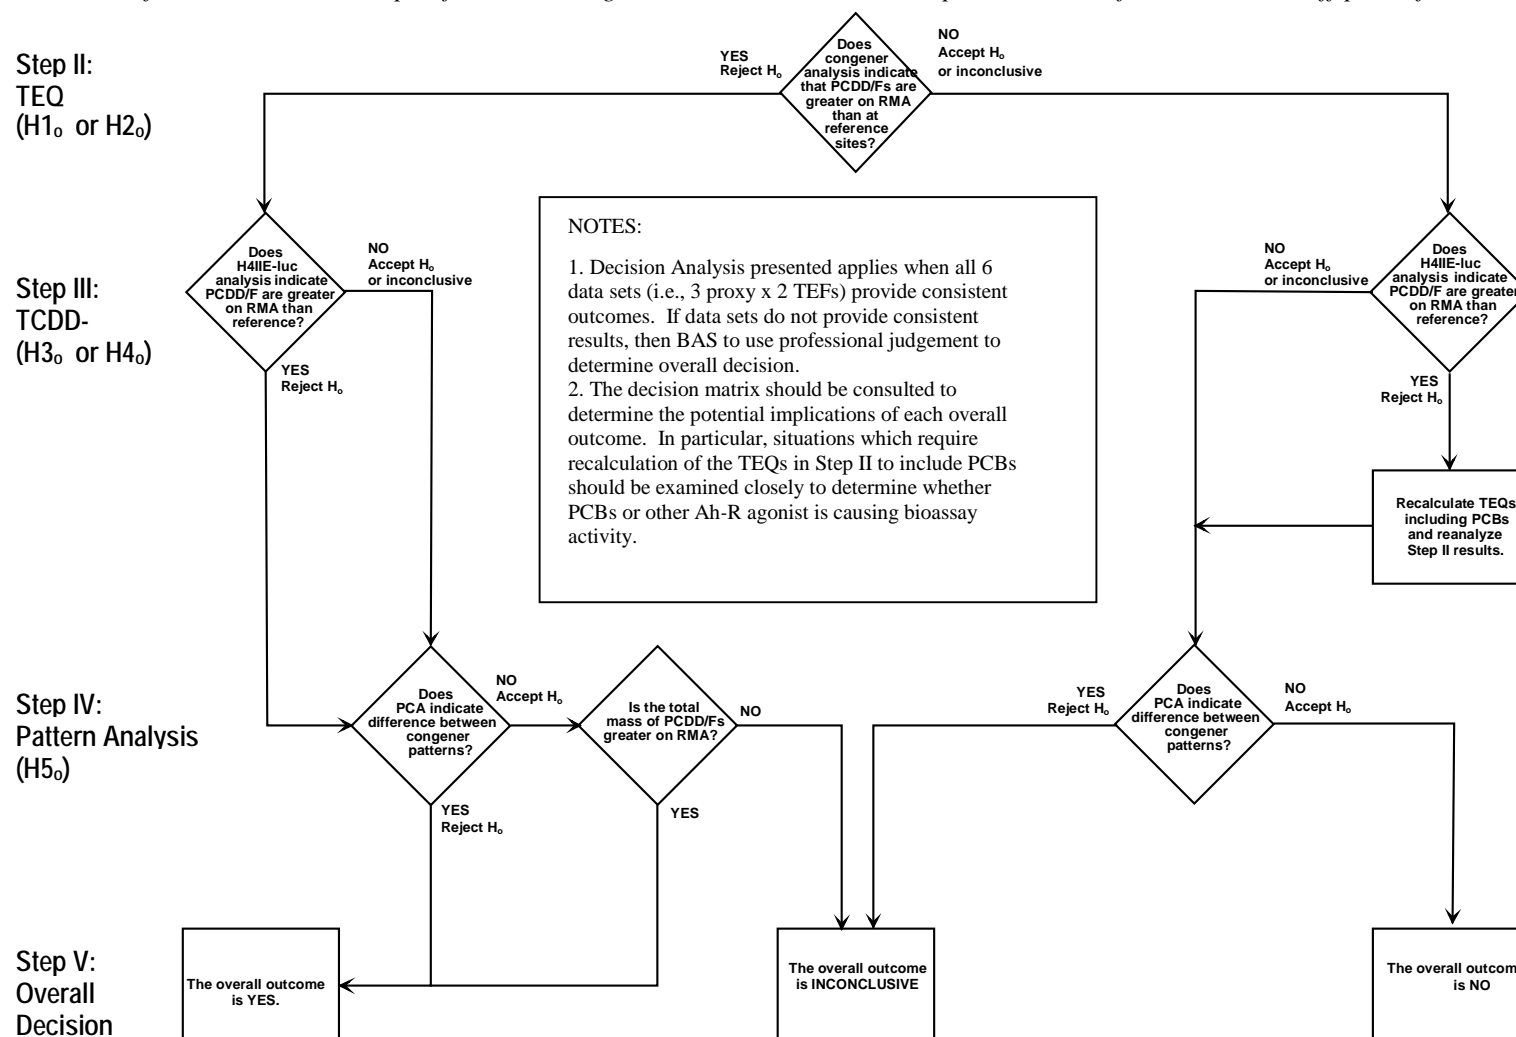 Step II:
TEQ
(H1o or H2o)
YES
Reject Ho
Does
congener
analysis indicate
that PCDD/Fs are
greater on RMA
than at
reference
sites?
NO
Accept Ho
or inconclusive
Step III:
TCDD-
(H3o or H4o)
Does
H4IIE-luc
analysis indicate
PCDD/F are greater
on RMA than
reference?
NO
Accept Ho
or inconclusive
YES
Reject Ho
NOTES:
1. Decision Analysis presented applies when all 6
data sets (i.e., 3 proxy x 2 TEFs) provide consistent
outcomes. If data sets do not provide consistent
results, then BAS to use professional judgement to
determine overall decision.
2. The decision matrix should be consulted to
determine the potential implications of each overall
outcome. In particular, situations which require
recalculation of the TEQs in Step II to include PCBs
should be examined closely to determine whether
PCBs or other Ah-R agonist is causing bioassay
activity.
NO
Accept Ho
or inconclusive
Does
H4IIE-luc
analysis indicate
PCDD/F are greater
on RMA than
reference?
YES
Reject Ho
Recalculate TEQs
including PCBs
and reanalyze
Step II results.
Step IV:
Pattern Analysis
(H5o)
Does
PCA indicate
difference between
congener
patterns?
NO
Accept Ho
YES
Reject Ho
Is the total
mass of PCDD/Fs
greater on RMA?
NO
YES
YES
Reject Ho
Does
PCA indicate
difference between
congener
patterns?
NO
Accept Ho
Step V:
Overall
Decision
The overall outcome
is YES.
The overall outcome
is INCONCLUSIVE
The overall outcom
is NO